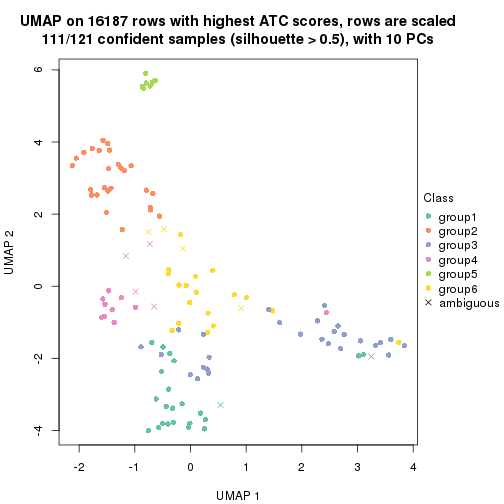 UMAP on 16187 rows with highest ATC scores, rows are scaled
111/121 confident samples (silhouette > 0.5), with 10 PCs
6
4
2
0
-2
-4
UMAP 2
-2
-1
0
1
2
3
4
UMAP 1
Class
group1
group2
group3
group4
group5
group6
ambiguous